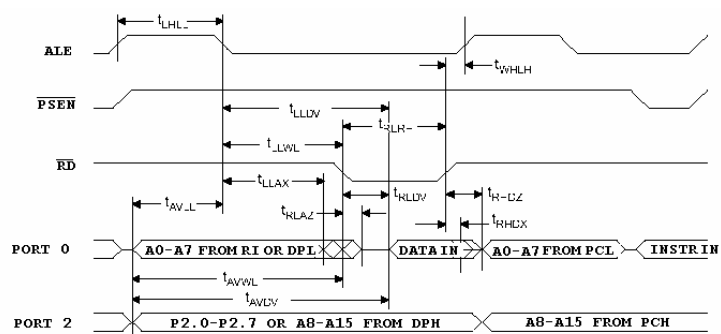 tLHLL
ALE
tWHLH
PSEN
tLLDV
tRLRH
tLLWL
RD
tLLAX
tRLDV
tRHDZ
tAVLL
tRLAZ
tRHDX
PORT 0
A0-A7 FROM RI OR DPL
DATA IN
A0-A7 FROM PCL
INSTR IN
tAVWL
tAVDV
PORT 2
P2.0-P2.7 OR A8-A15 FROM DPH
A8-A15 FROM PCH